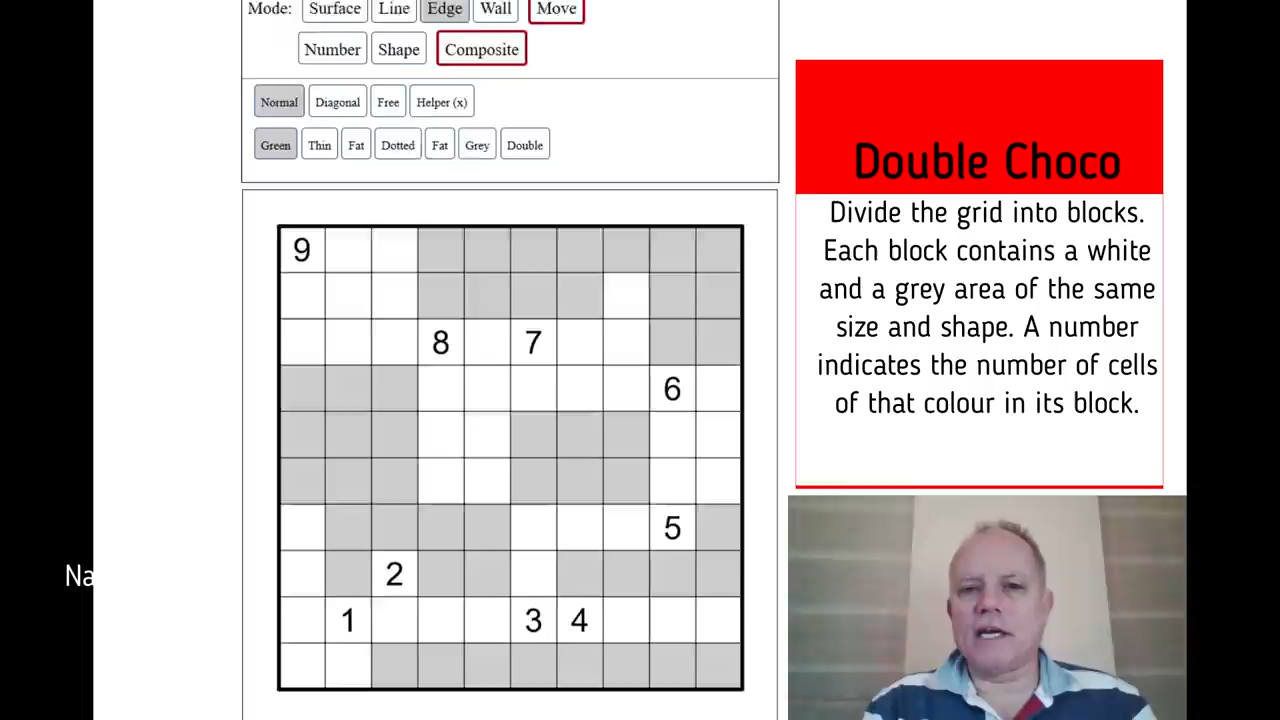 Mode: Surface Line Edge Wall Move
Number Shape Composite
Normal Diagonal Free Helper (x)
Green Thin Fat Dotted Fat Grey Double
Double Choco
Divide the grid into blocks.
Each block contains a white
and a grey area of the same
size and shape. A number
indicates the number of cells
of that colour in its block.
9
8 7
6
5
2
1 3 4
Na